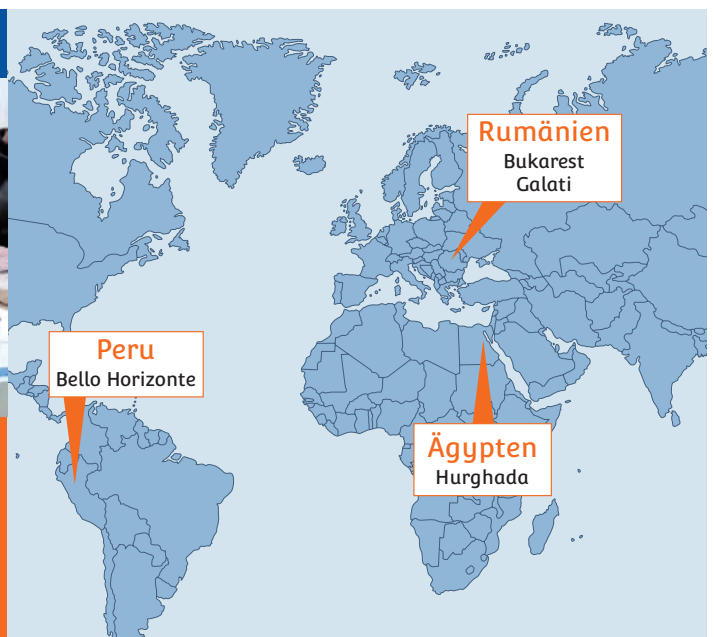 Rumänien
Bukarest
Galati
Peru
Bello Horizonte
Ägypten
Hurghada